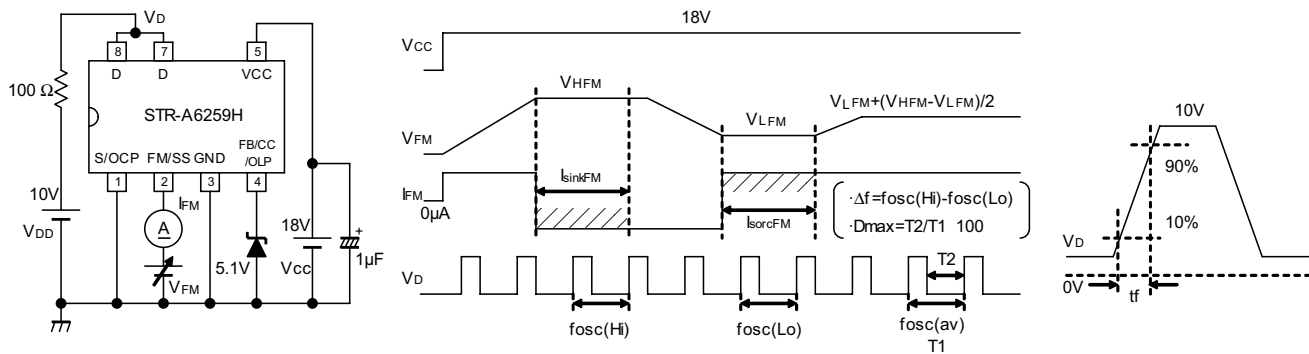 VD
8
7
5
D
D
VCC
100 Ω
STR-A6259H
S/OCP
FM/SS
GND
FB/CC
/OLP
1
2
3
4
10V
VDD
IFM
A
VFM
5.1V
18V
VCC
+
1µF
18V
VCC
VHFM
VLFM
VLFM+(VHFM-VLFM)/2
VFM
IFM
0µA
IsinkFM
IsorcFM
·Δf=fosc(Hi)-fosc(Lo)
·Dmax=T2/T1 100
VD
T2
fosc(Hi)
fosc(Lo)
fosc(av)
T1
10V
90%
10%
VD
0V
tf